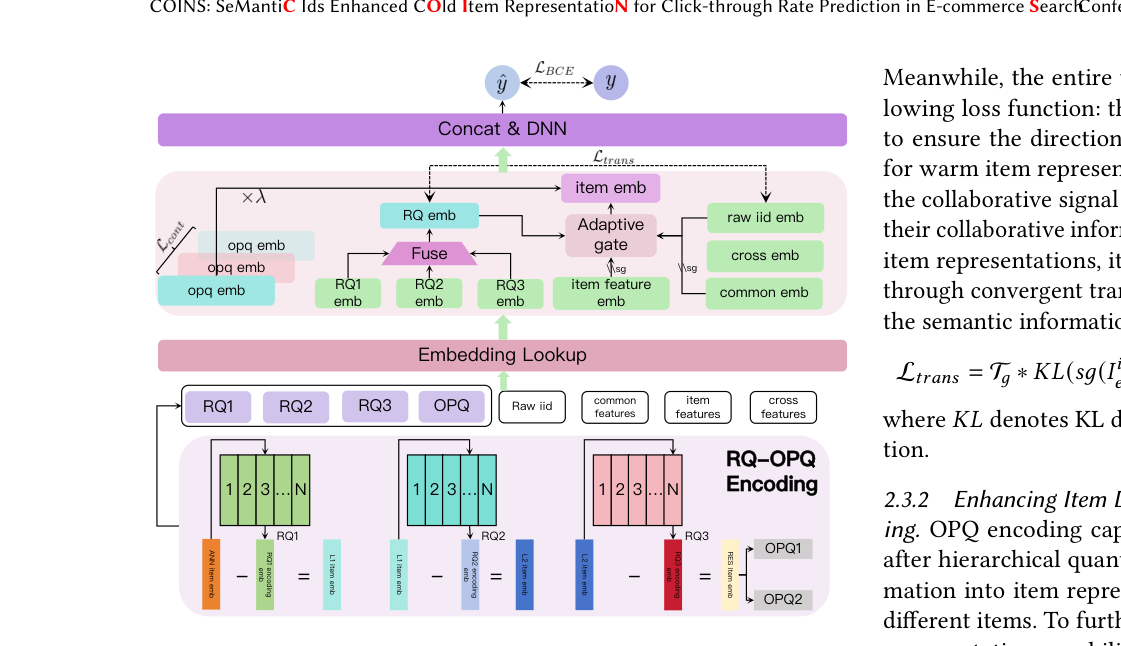 COINS: SeMantiC Ids Enhanced COld Item RepresentatioN for Click-through Rate Prediction in E-commerce Search
ŷ
ℒBCE
y
Concat & DNN
ℒtrans
×λ
item emb
RQ emb
raw iid emb
Adaptive
gate
ℒcont
opq emb
opq emb
opq emb
Fuse
cross emb
\\sg
\\sg
RQ1
emb
RQ2
emb
RQ3
emb
item feature
emb
common emb
Embedding Lookup
RQ1
RQ2
RQ3
OPQ
Raw iid
common
features
item
features
cross
features
RQ-OPQ
Encoding
1 2 3 ... N
1 2 3 ... N
1 2 3 ... N
RQ1
RQ2
RQ3
ANN item emb
−
RQ1 encoding
emb
=
L1 item emb
L1 item emb
−
RQ2 encoding
emb
=
L2 item emb
L2 item emb
−
RQ3 encoding
emb
=
RES item emb
OPQ1
OPQ2
Meanwhile, the entire
lowing loss function:
to ensure the direction
for warm item represen
the collaborative signal
their collaborative infor
item representations, it
through convergent tran
the semantic informatio
ℒtrans = 𝒯g ∗ KL(sg(I
where KL denotes KL d
tion.
2.3.2 Enhancing Item
ing. OPQ encoding cap
after hierarchical quant
mation into item repre
different items. To furth